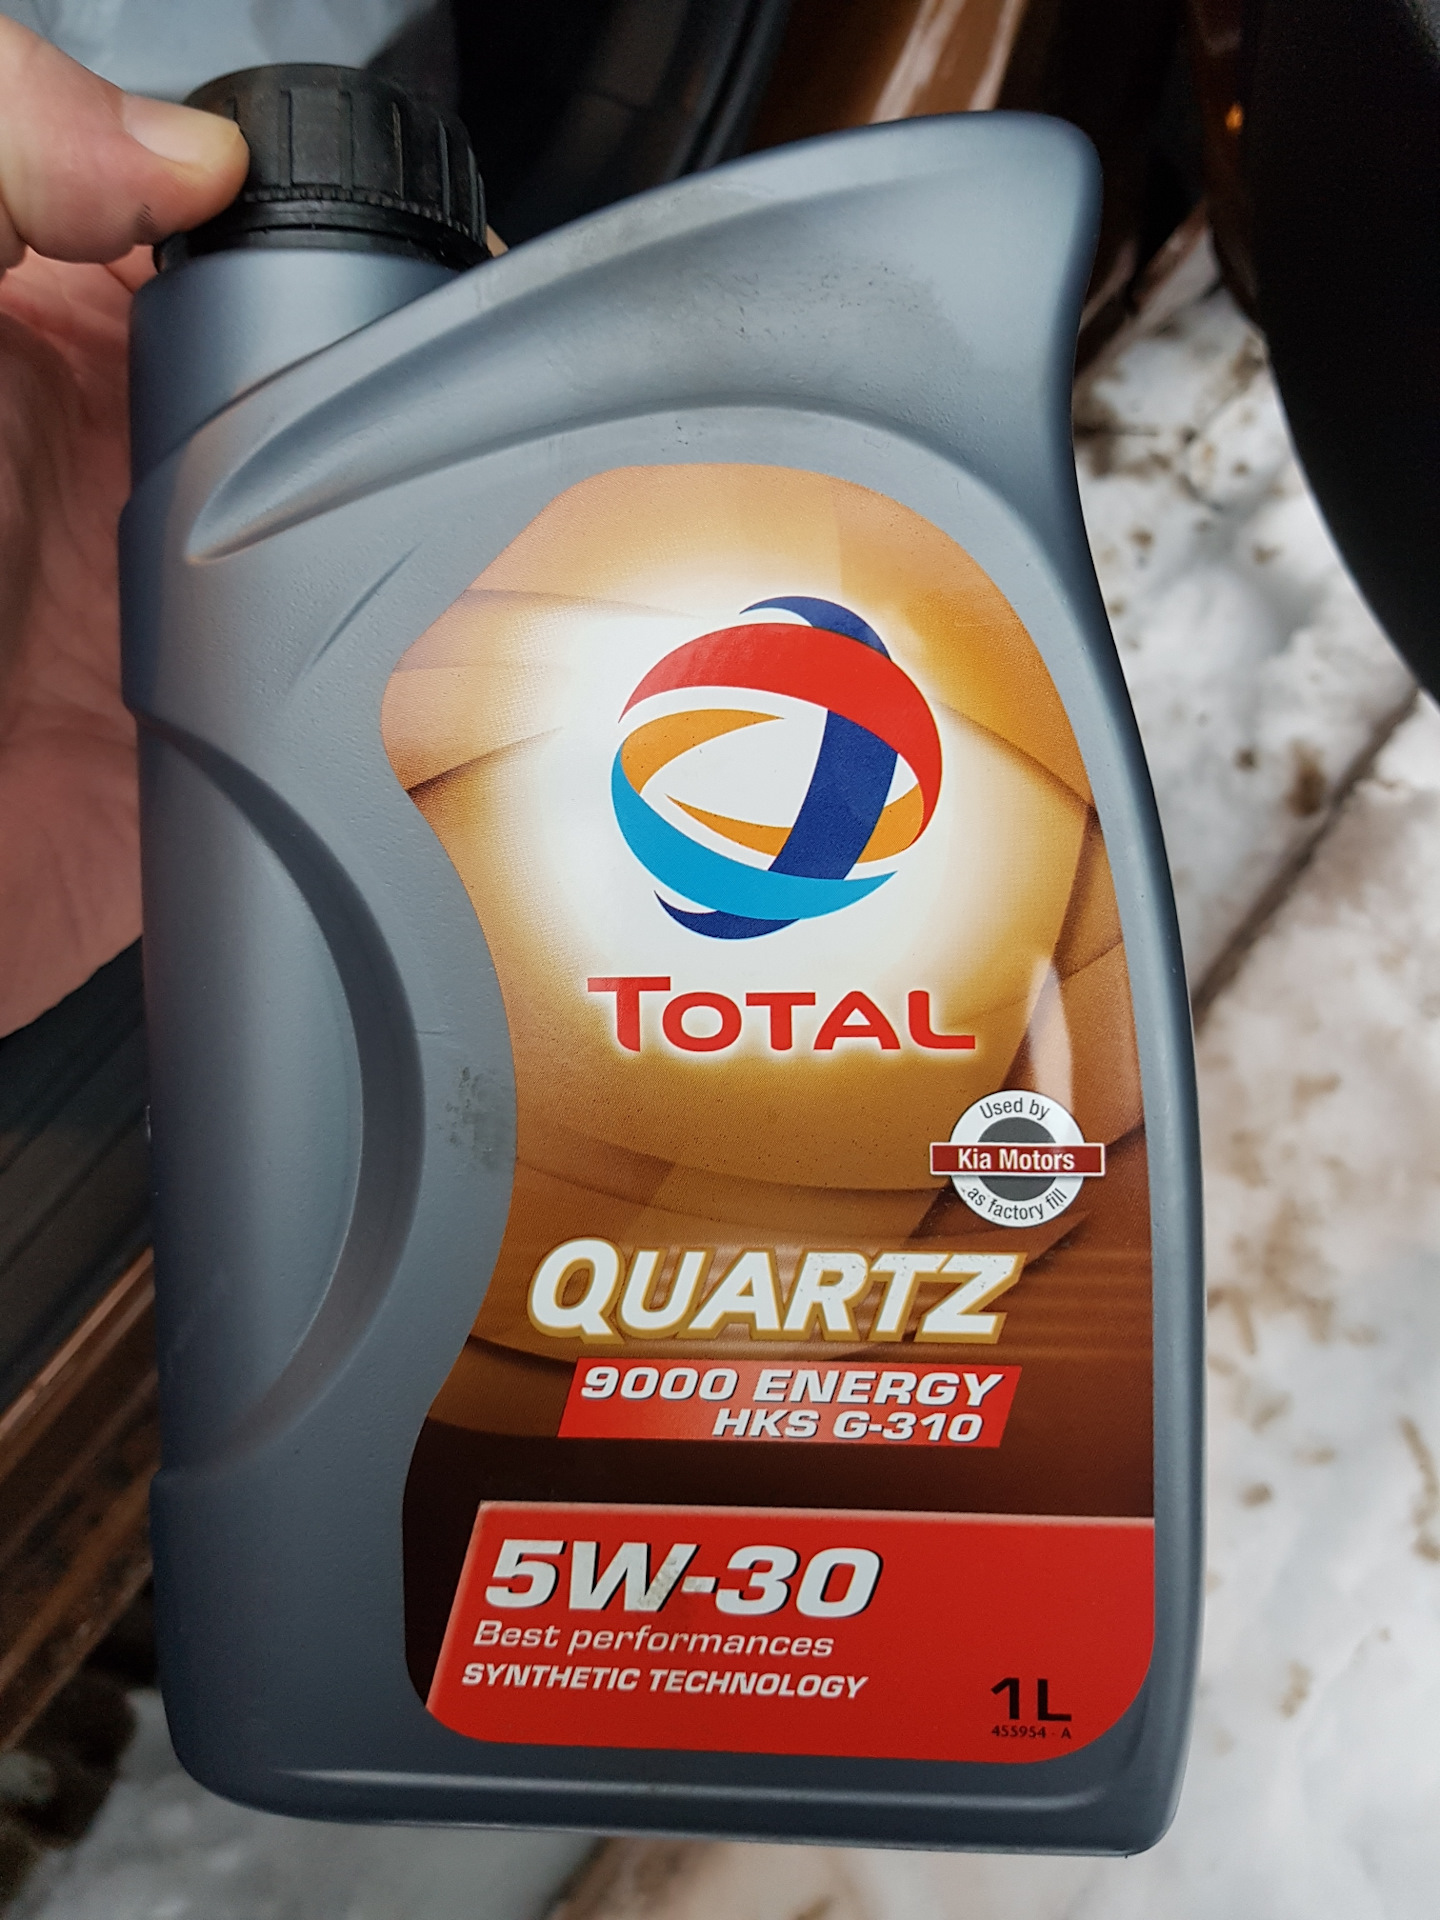 TOTAL
Used by
Kia Motors
as factory fill
QUARTZ
9000 ENERGY
HKS G-310
5W-30
Best performances
SYNTHETIC TECHNOLOGY
1L
455954 - A